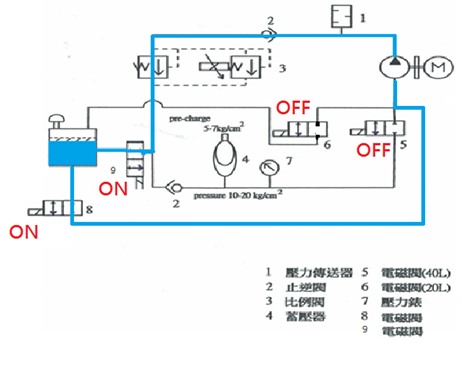 2
1
3
M
OFF
pre-charge
5-7kg/cm²
6
OFF
5
4
7
9
ON
2
pressure 10-20 kg/cm²
8
ON
1 壓力傳送器 5 電磁閥(40L)
2 止逆閥 6 電磁閥(20L)
3 比例閥 7 壓力錶
4 蓄壓器 8 電磁閥
9 電磁閥